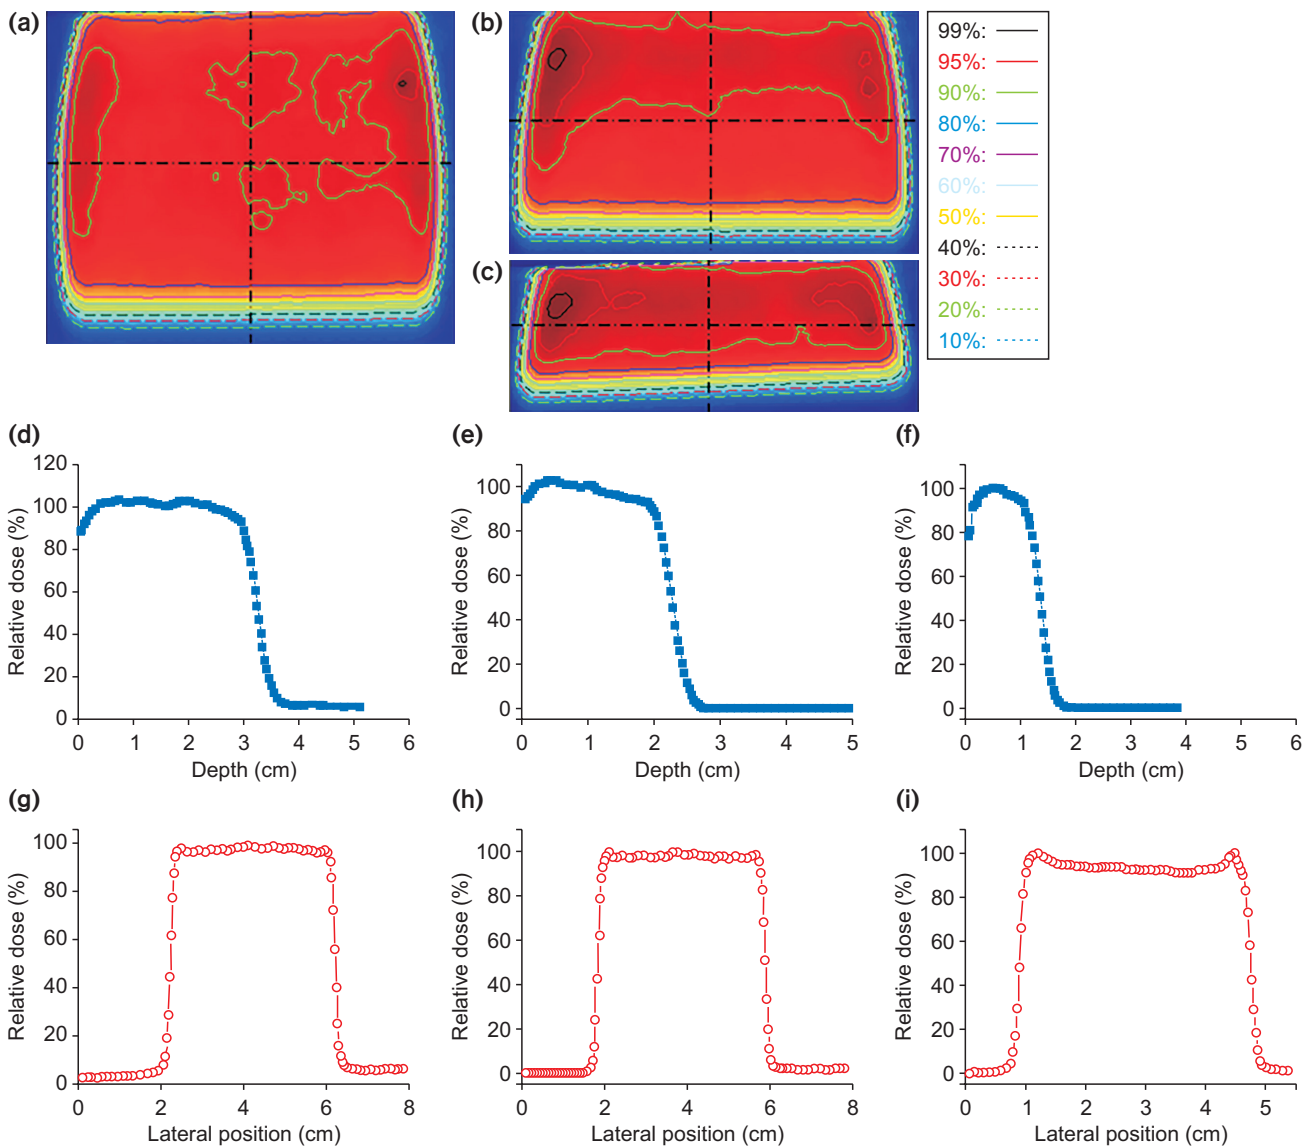 (a)
(b)
(c)
99%:
95%:
90%:
80%:
70%:
60%:
50%:
40%:
30%:
20%:
10%:
(d)
120
100
80
60
40
20
0
0 1 2 3 4 5 6
Relative dose (%)
Depth (cm)
(e)
100
80
60
40
20
0
0 1 2 3 4 5
Relative dose (%)
Depth (cm)
(f)
100
80
60
40
20
0
0 1 2 3 4 5 6
Relative dose (%)
Depth (cm)
(g)
100
80
60
40
20
0
0 2 4 6 8
Relative dose (%)
Lateral position (cm)
(h)
100
80
60
40
20
0
0 2 4 6 8
Relative dose (%)
Lateral position (cm)
(i)
100
80
60
40
20
0
0 1 2 3 4 5
Relative dose (%)
Lateral position (cm)